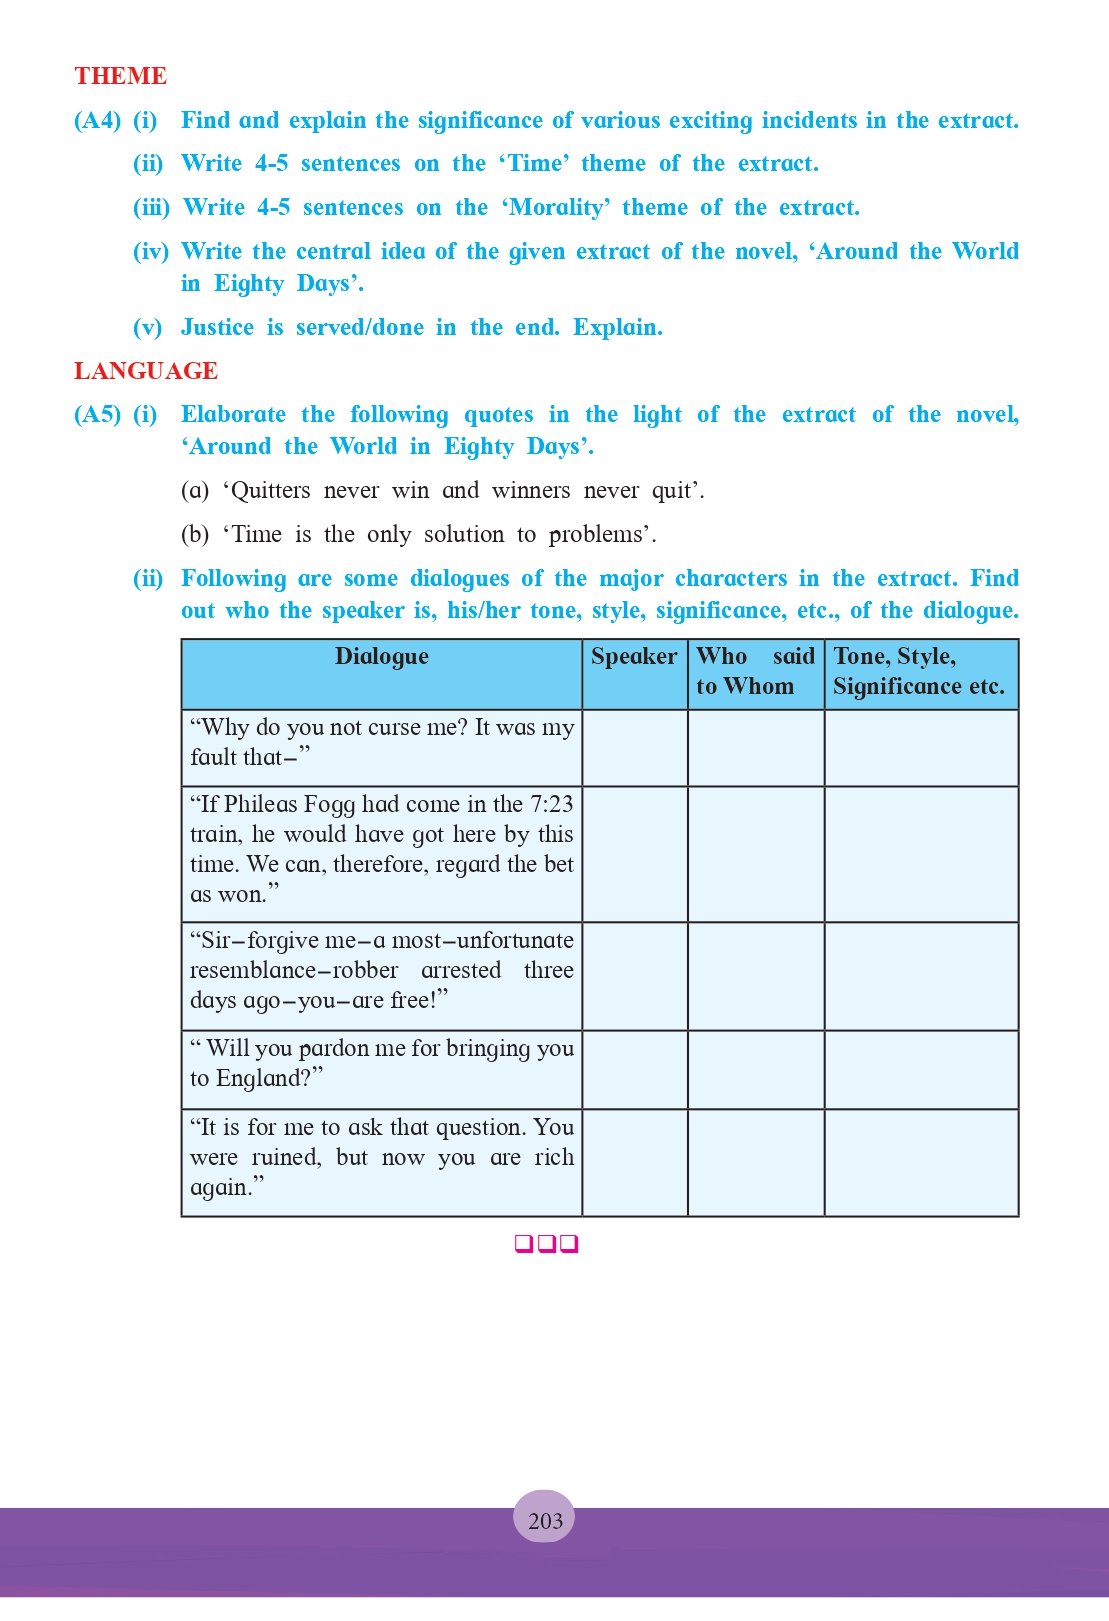 THEME
(A4) (i) Find and explain the significance of various exciting incidents in the extract.
(ii) Write 4-5 sentences on the ‘Time’ theme of the extract.
(iii) Write 4-5 sentences on the ‘Morality’ theme of the extract.
(iv) Write the central idea of the given extract of the novel, ‘Around the World
in Eighty Days’.
(v) Justice is served/done in the end. Explain.
LANGUAGE
(A5) (i) Elaborate the following quotes in the light of the extract of the novel,
‘Around the World in Eighty Days’.
(a) ‘Quitters never win and winners never quit’.
(b) ‘Time is the only solution to problems’.
(ii) Following are some dialogues of the major characters in the extract. Find
out who the speaker is, his/her tone, style, significance, etc., of the dialogue.
Dialogue Speaker Who said Tone, Style,
to Whom Significance etc.
“Why do you not curse me? It was my
fault that–”
“If Phileas Fogg had come in the 7:23
train, he would have got here by this
time. We can, therefore, regard the bet
as won.”
“Sir–forgive me–a most–unfortunate
resemblance–robber arrested three
days ago–you–are free!”
“ Will you pardon me for bringing you
to England?”
“It is for me to ask that question. You
were ruined, but now you are rich
again.”
❑❑❑
203